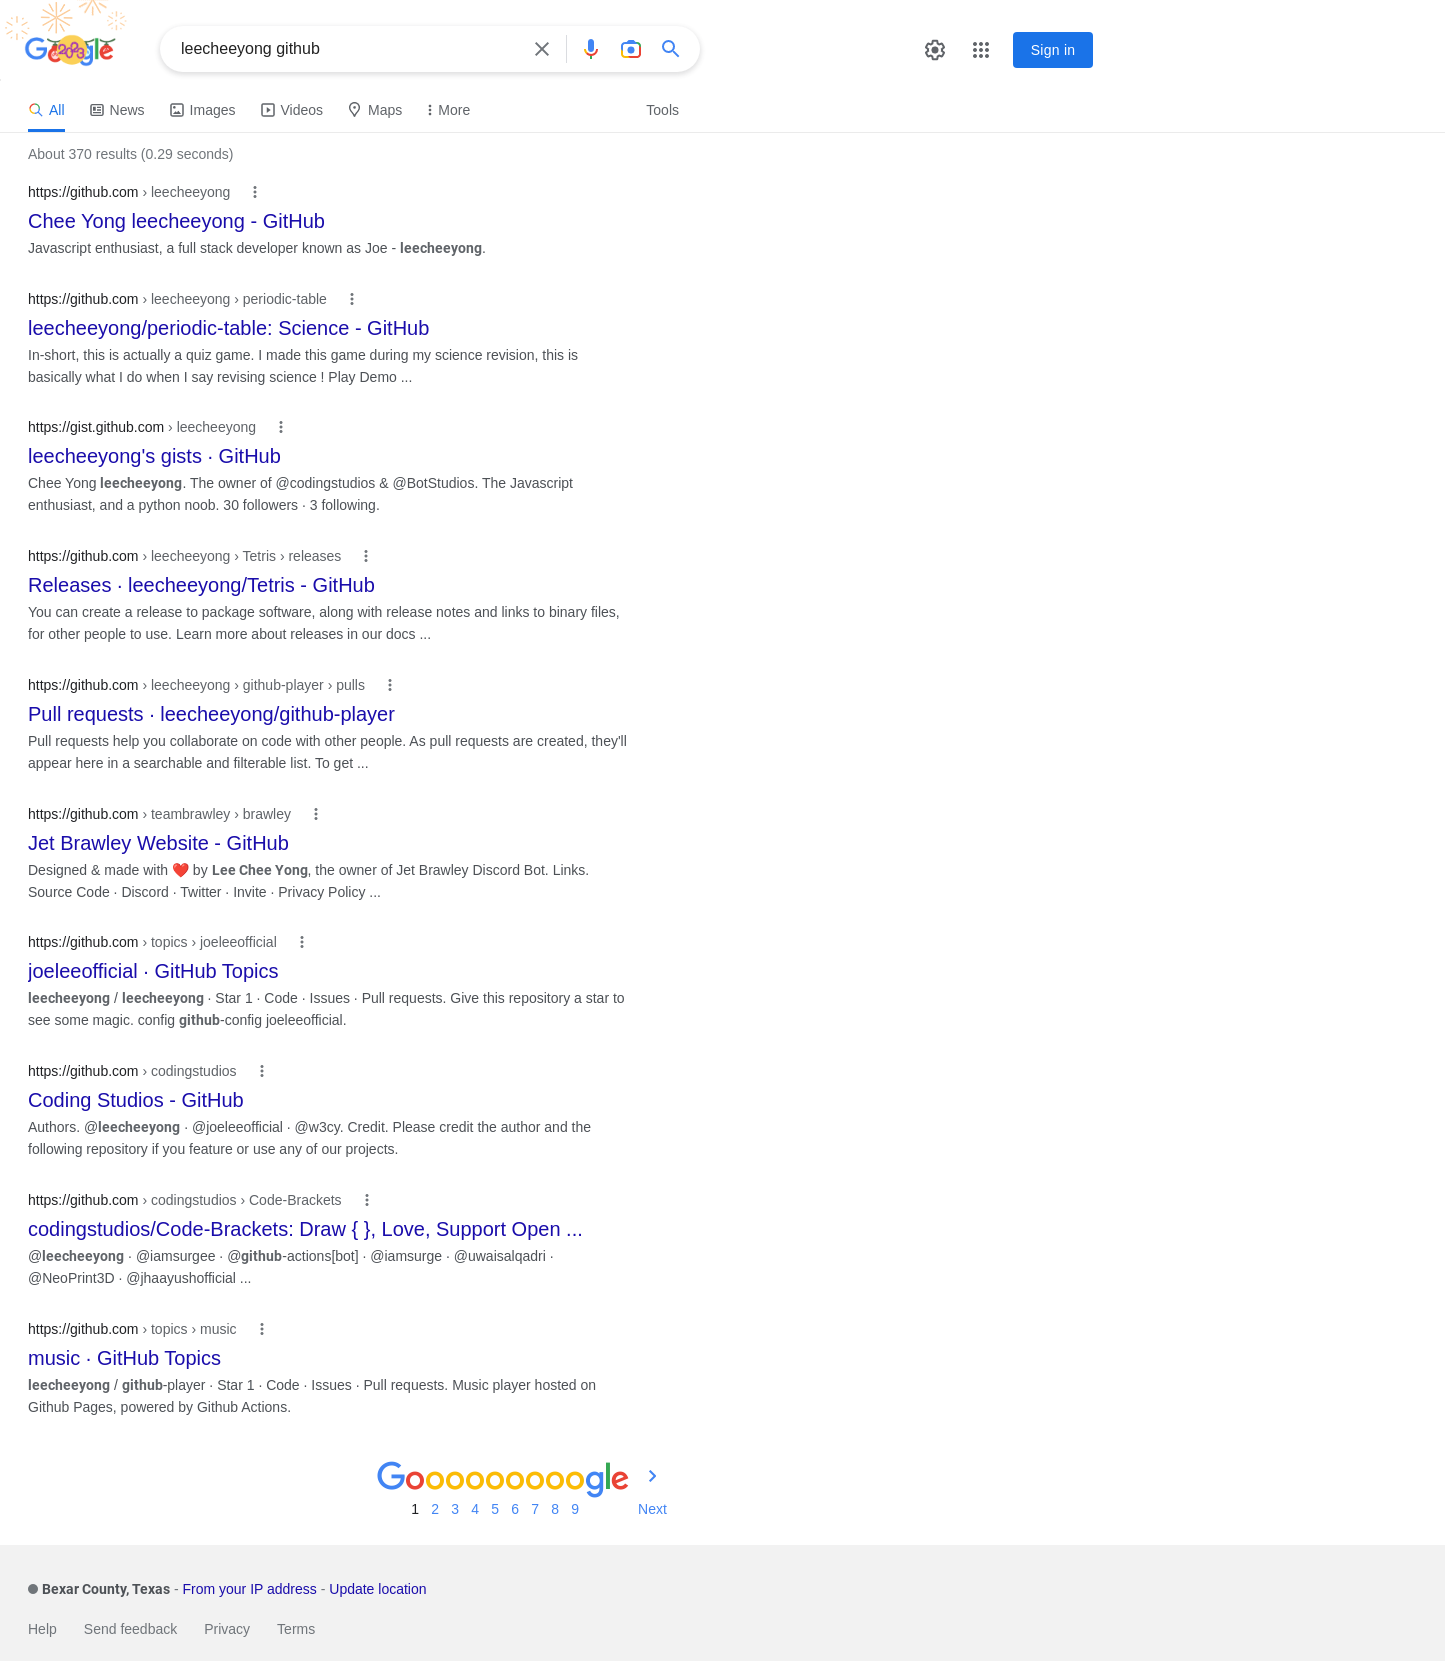 Google
2023
leecheeyong github
Sign in
All
News
Images
Videos
Maps
More
Tools
About 370 results (0.29 seconds)
https://github.com › leecheeyong
Chee Yong leecheeyong - GitHub
Javascript enthusiast, a full stack developer known as Joe - leecheeyong.
https://github.com › leecheeyong › periodic-table
leecheeyong/periodic-table: Science - GitHub
In-short, this is actually a quiz game. I made this game during my science revision, this is
basically what I do when I say revising science ! Play Demo ...
https://gist.github.com › leecheeyong
leecheeyong's gists · GitHub
Chee Yong leecheeyong. The owner of @codingstudios & @BotStudios. The Javascript
enthusiast, and a python noob. 30 followers · 3 following.
https://github.com › leecheeyong › Tetris › releases
Releases · leecheeyong/Tetris - GitHub
You can create a release to package software, along with release notes and links to binary files,
for other people to use. Learn more about releases in our docs ...
https://github.com › leecheeyong › github-player › pulls
Pull requests · leecheeyong/github-player
Pull requests help you collaborate on code with other people. As pull requests are created, they'll
appear here in a searchable and filterable list. To get ...
https://github.com › teambrawley › brawley
Jet Brawley Website - GitHub
Designed & made with ❤️ by Lee Chee Yong, the owner of Jet Brawley Discord Bot. Links.
Source Code · Discord · Twitter · Invite · Privacy Policy ...
https://github.com › topics › joeleeofficial
joeleeofficial · GitHub Topics
leecheeyong / leecheeyong · Star 1 · Code · Issues · Pull requests. Give this repository a star to
see some magic. config github-config joeleeofficial.
https://github.com › codingstudios
Coding Studios - GitHub
Authors. @leecheeyong · @joeleeofficial · @w3cy. Credit. Please credit the author and the
following repository if you feature or use any of our projects.
https://github.com › codingstudios › Code-Brackets
codingstudios/Code-Brackets: Draw { }, Love, Support Open ...
@leecheeyong · @iamsurgee · @github-actions[bot] · @iamsurge · @uwaisalqadri ·
@NeoPrint3D · @jhaayushofficial ...
https://github.com › topics › music
music · GitHub Topics
leecheeyong / github-player · Star 1 · Code · Issues · Pull requests. Music player hosted on
Github Pages, powered by Github Actions.
Goooooooooogle
1 2 3 4 5 6 7 8 9 Next
Bexar County, Texas - From your IP address - Update location
Help Send feedback Privacy Terms